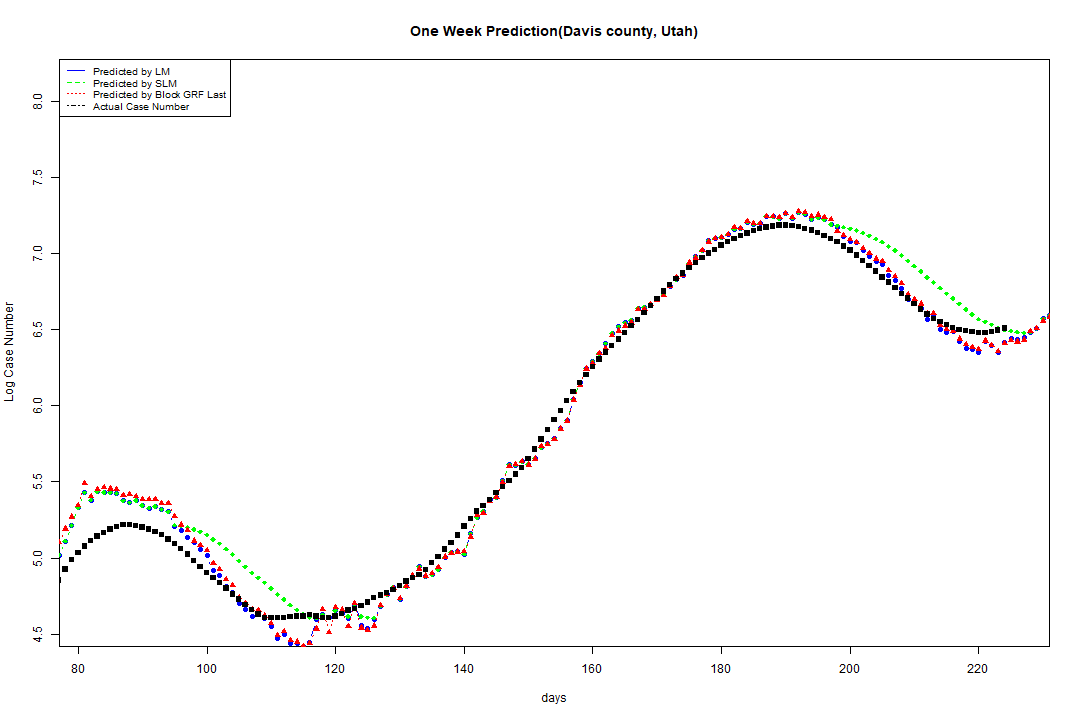 One Week Prediction(Davis county, Utah)
Predicted by LM
Predicted by SLM
Predicted by Block GRF Last
Actual Case Number
8.0
7.5
7.0
6.5
6.0
5.5
5.0
4.5
Log Case Number
80 100 120 140 160 180 200 220
days